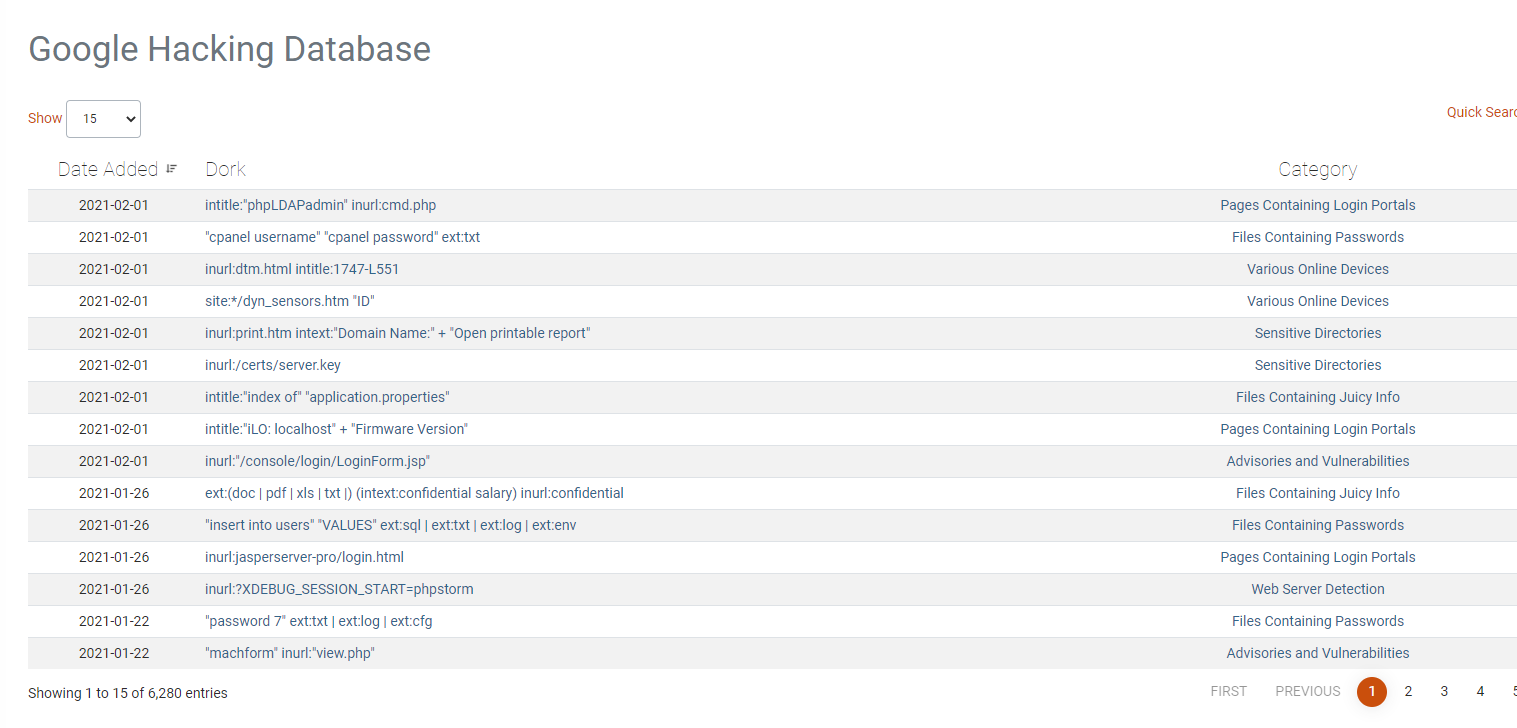 Google Hacking Database
Show 15
Quick Sear
Date Added Dork Category
2021-02-01 intitle:"phpLDAPadmin" inurl:cmd.php Pages Containing Login Portals
2021-02-01 "cpanel username" "cpanel password" ext:txt Files Containing Passwords
2021-02-01 inurl:dtm.html intitle:1747-L551 Various Online Devices
2021-02-01 site:*/dyn_sensors.htm "ID" Various Online Devices
2021-02-01 inurl:print.htm intext:"Domain Name:" + "Open printable report" Sensitive Directories
2021-02-01 inurl:/certs/server.key Sensitive Directories
2021-02-01 intitle:"index of" "application.properties" Files Containing Juicy Info
2021-02-01 intitle:"iLO: localhost" + "Firmware Version" Pages Containing Login Portals
2021-02-01 inurl:"/console/login/LoginForm.jsp" Advisories and Vulnerabilities
2021-01-26 ext:(doc | pdf | xls | txt |) (intext:confidential salary) inurl:confidential Files Containing Juicy Info
2021-01-26 "insert into users" "VALUES" ext:sql | ext:txt | ext:log | ext:env Files Containing Passwords
2021-01-26 inurl:jasperserver-pro/login.html Pages Containing Login Portals
2021-01-26 inurl:?XDEBUG_SESSION_START=phpstorm Web Server Detection
2021-01-22 "password 7" ext:txt | ext:log | ext:cfg Files Containing Passwords
2021-01-22 "machform" inurl:"view.php" Advisories and Vulnerabilities
Showing 1 to 15 of 6,280 entries
FIRST PREVIOUS 1 2 3 4 5